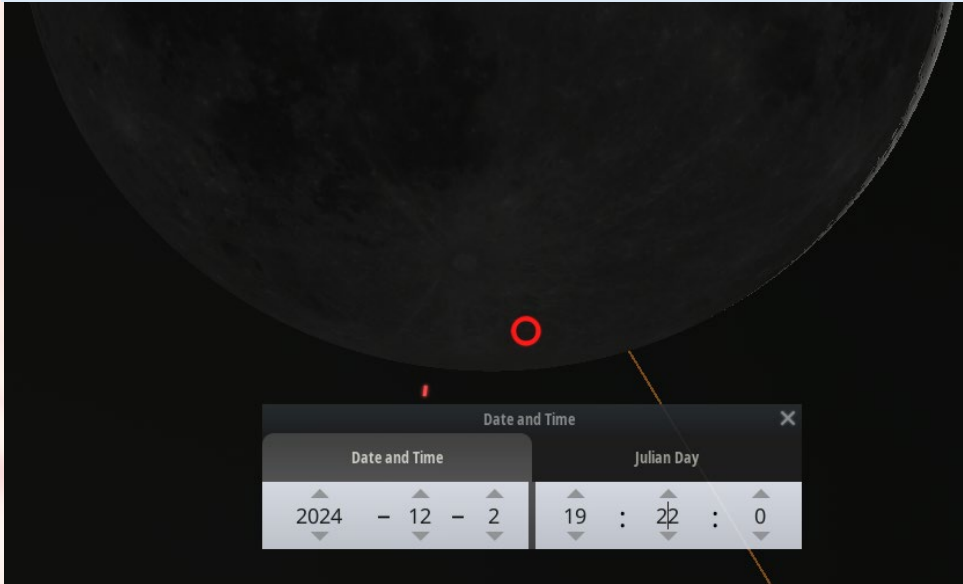 Date and Time
Date and Time Julian Day
2024 – 12 – 2 19 : 22 : 0